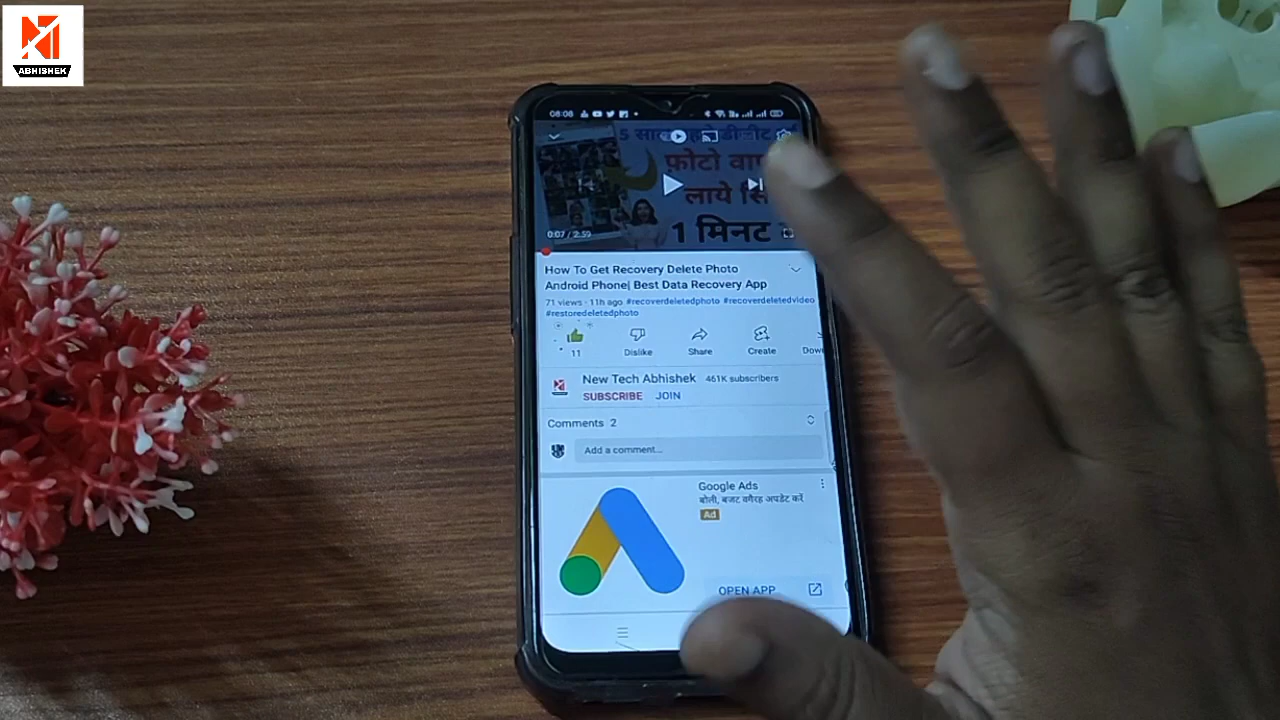 ABHISHEK
08:08
5 साल
डीलीट
फ़ोटो
लाये
1 मिनट
0:07 / 2:59
How To Get Recovery Delete Photo
Android Phone| Best Data Recovery App
71 views · 11h ago #recoverdeletedphoto #recoverdeletedvideo
#restoredeletedphoto
11 Dislike Share Create
New Tech Abhishek 461K subscribers
SUBSCRIBE JOIN
Comments 2
Add a comment...
Google Ads
बोली, बजट वगैरह अपडेट करें
Ad
OPEN APP